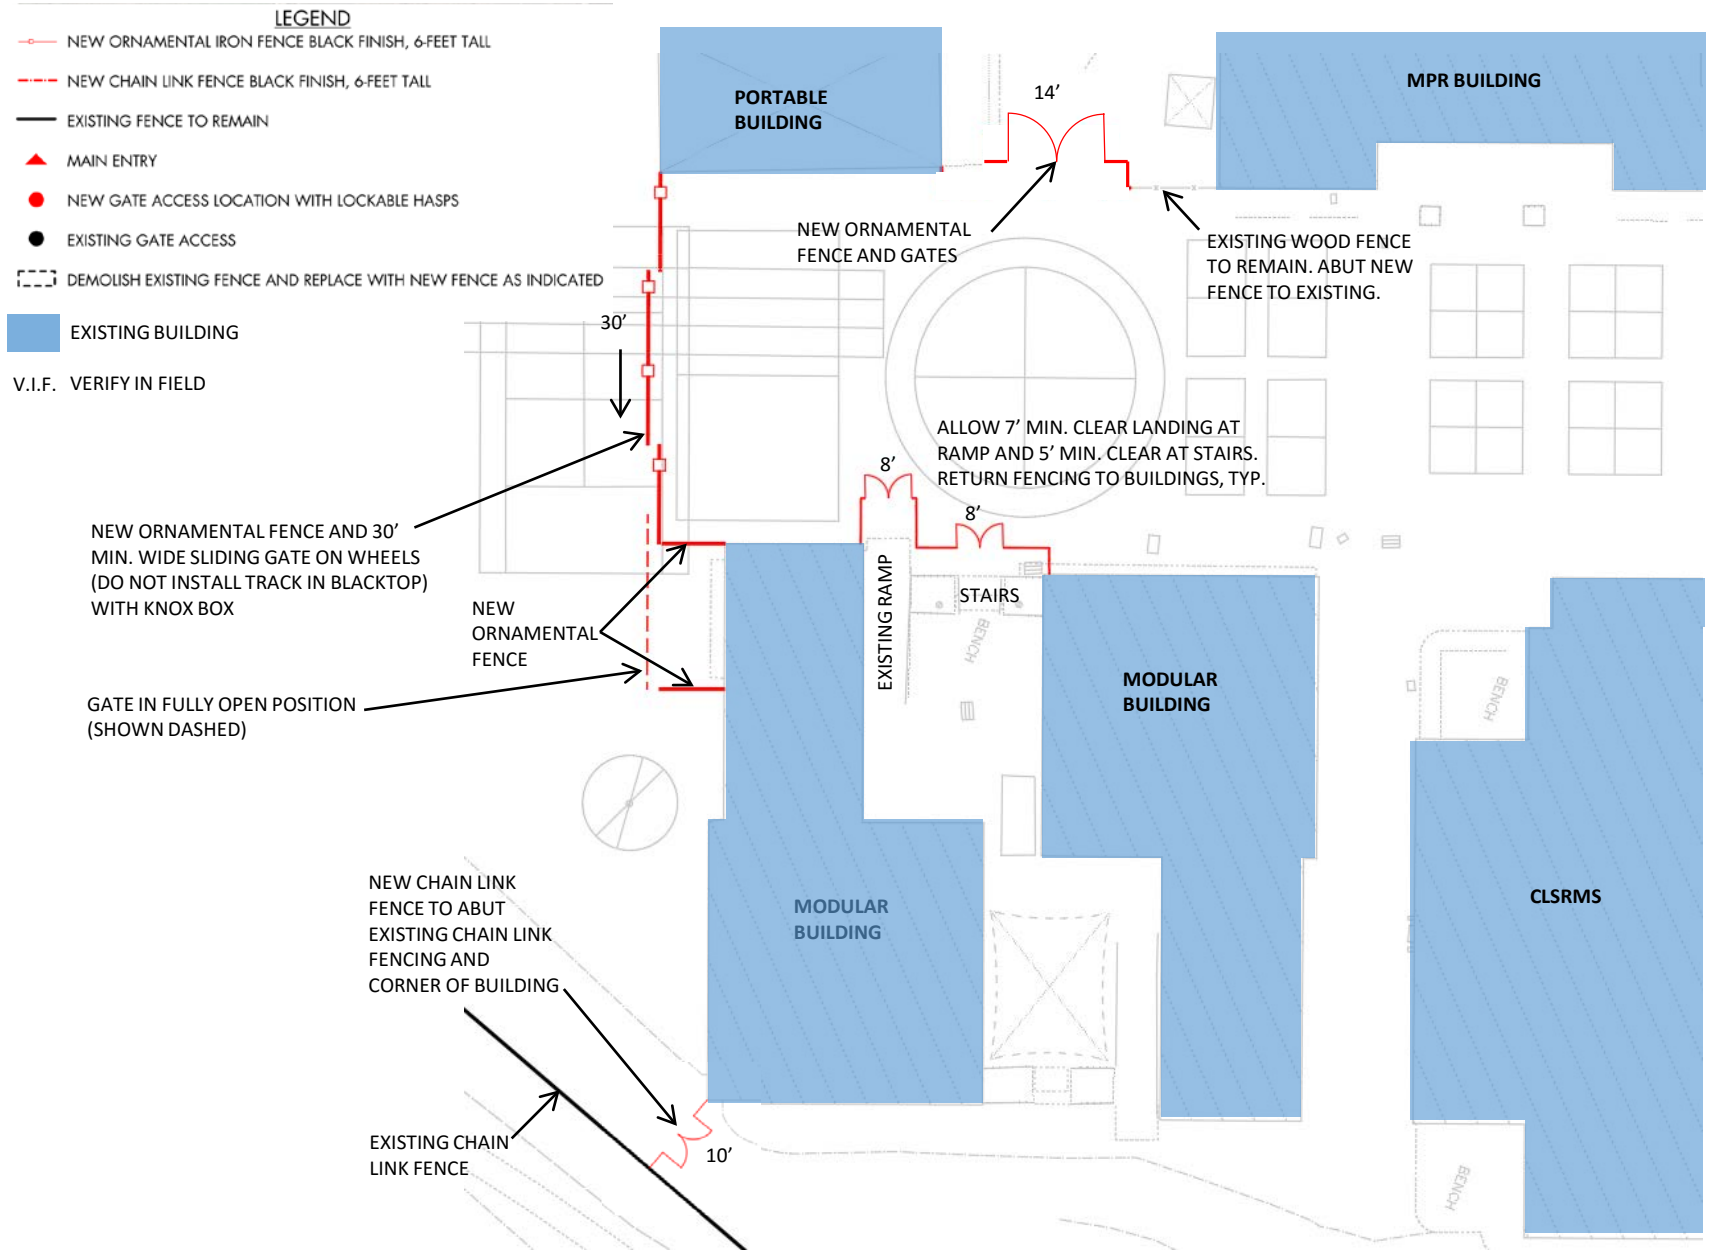 LEGEND
NEW ORNAMENTAL IRON FENCE BLACK FINISH, 6-FEET TALL
NEW CHAIN LINK FENCE BLACK FINISH, 6-FEET TALL
EXISTING FENCE TO REMAIN
MAIN ENTRY
NEW GATE ACCESS LOCATION WITH LOCKABLE HASPS
EXISTING GATE ACCESS
DEMOLISH EXISTING FENCE AND REPLACE WITH NEW FENCE AS INDICATED
EXISTING BUILDING
V.I.F. VERIFY IN FIELD
PORTABLE
BUILDING
14’
MPR BUILDING
NEW ORNAMENTAL
FENCE AND GATES
EXISTING WOOD FENCE
TO REMAIN. ABUT NEW
FENCE TO EXISTING.
30’
ALLOW 7’ MIN. CLEAR LANDING AT
RAMP AND 5’ MIN. CLEAR AT STAIRS.
RETURN FENCING TO BUILDINGS, TYP.
8’
8’
NEW ORNAMENTAL FENCE AND 30’
MIN. WIDE SLIDING GATE ON WHEELS
(DO NOT INSTALL TRACK IN BLACKTOP)
WITH KNOX BOX
NEW
ORNAMENTAL
FENCE
EXISTING RAMP
STAIRS
BENCH
GATE IN FULLY OPEN POSITION
(SHOWN DASHED)
MODULAR
BUILDING
BENCH
NEW CHAIN LINK
FENCE TO ABUT
EXISTING CHAIN LINK
FENCING AND
CORNER OF BUILDING
MODULAR
BUILDING
CLSRMS
EXISTING CHAIN
LINK FENCE
10’
BENCH